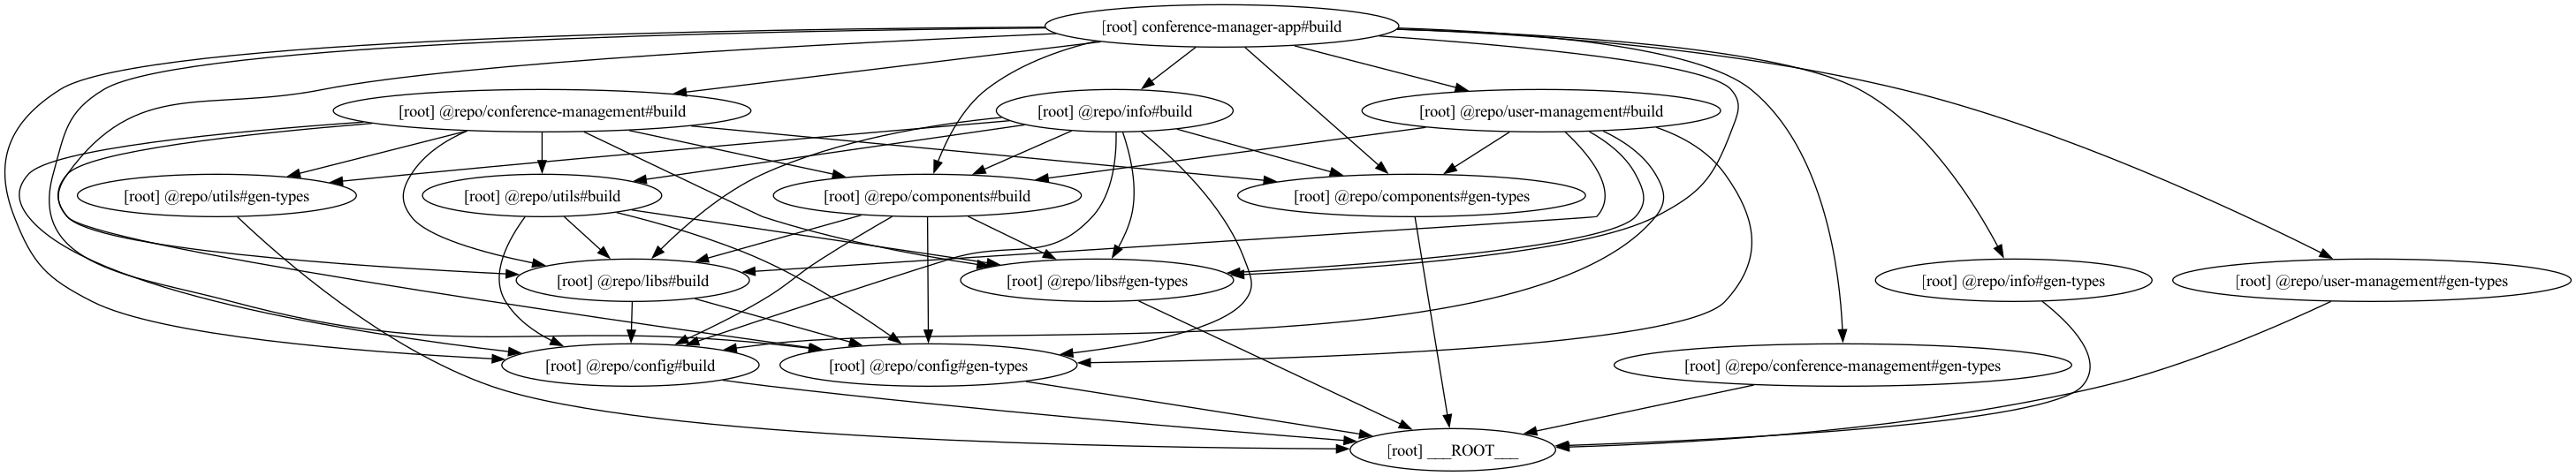 [root] conference-manager-app#build
[root] @repo/conference-management#build
[root] @repo/info#build
[root] @repo/user-management#build
[root] @repo/utils#gen-types
[root] @repo/utils#build
[root] @repo/components#build
[root] @repo/components#gen-types
[root] @repo/libs#build
[root] @repo/libs#gen-types
[root] @repo/info#gen-types
[root] @repo/user-management#gen-types
[root] @repo/config#build
[root] @repo/config#gen-types
[root] @repo/conference-management#gen-types
[root] ___ROOT___